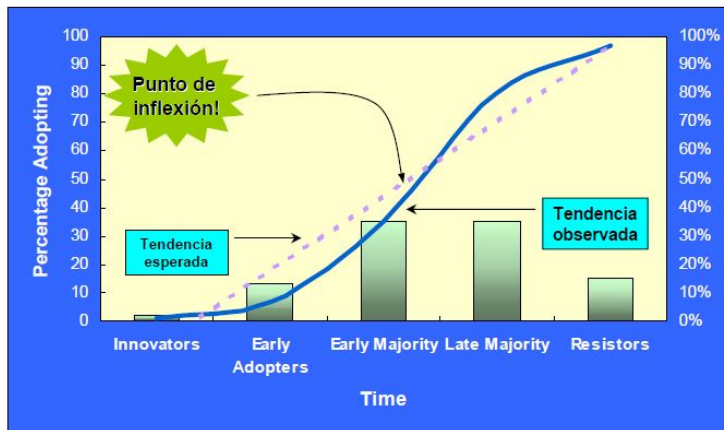 100
90
80
70
60
50
40
30
20
10
0
100%
90%
80%
70%
60%
50%
40%
30%
20%
10%
0%
Percentage Adopting
Punto de
inflexión!
Tendencia
esperada
Tendencia
observada
Innovators
Early
Adopters
Early Majority
Late Majority
Resistors
Time